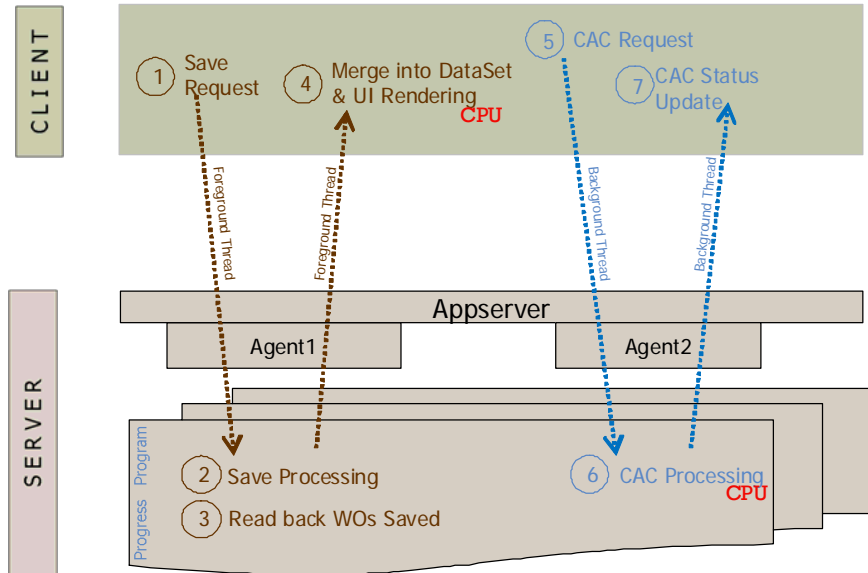 CLIENT
1 Save
Request
4 Merge into DataSet
& UI Rendering
CPU
5 CAC Request
7 CAC Status
Update
Foreground Thread
Foreground Thread
Background Thread
Background Thread
SERVER
Appserver
Agent1
Agent2
Progress Program
2 Save Processing
3 Read back WOs Saved
6 CAC Processing
CPU